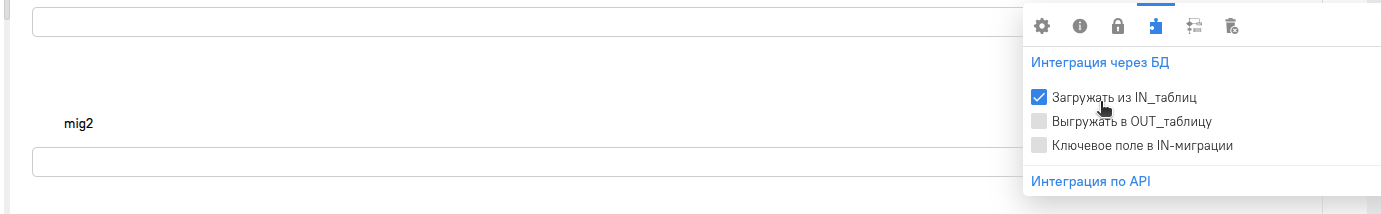 Интеграция через БД
Загружать из IN_таблиц
mig2
Выгружать в OUT_таблицу
Ключевое поле в IN-миграции
Интеграция по API